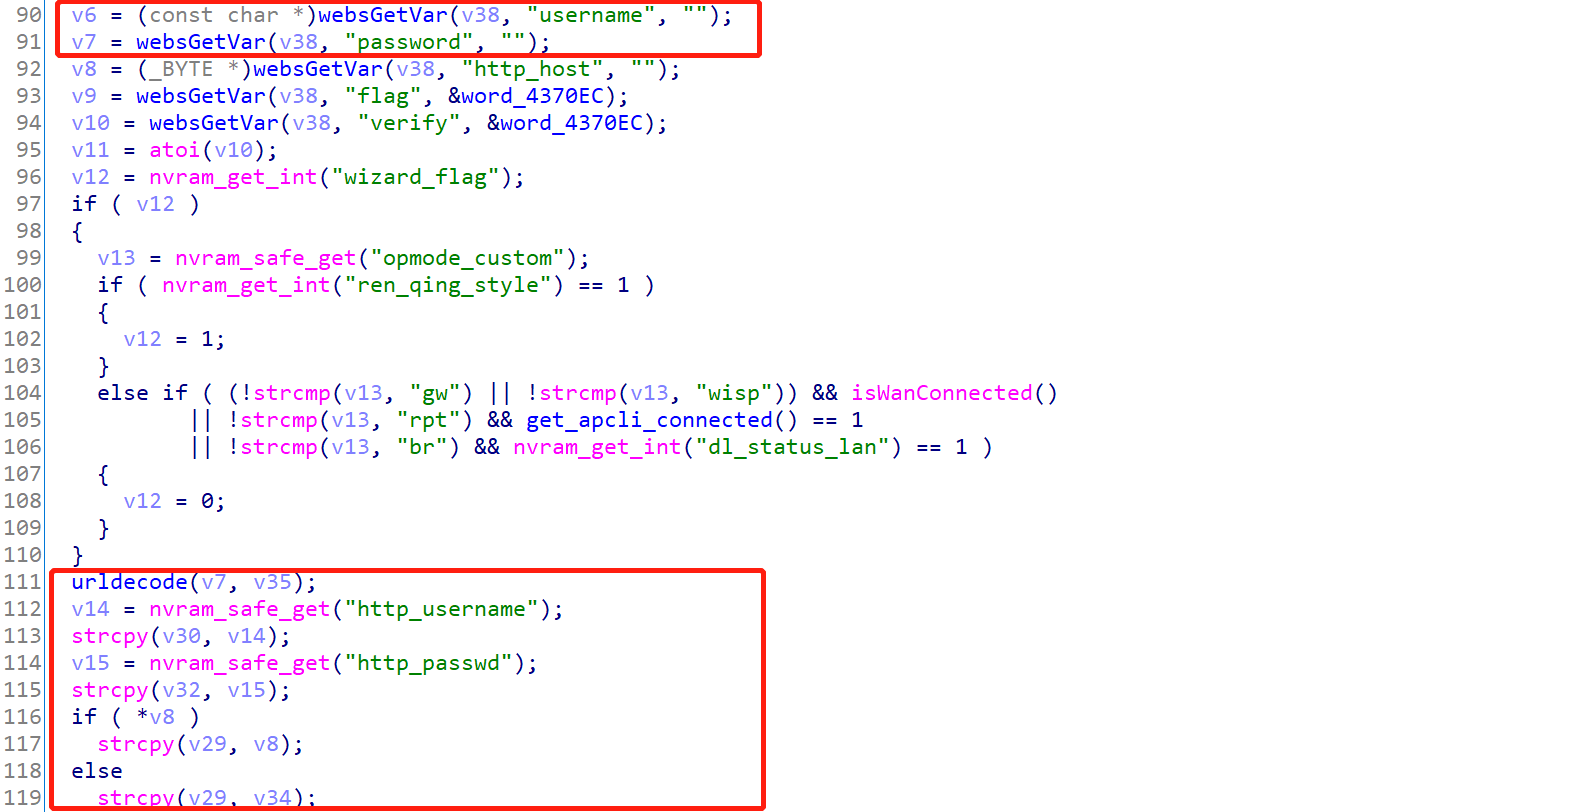 90 v6 = (const char *)websGetVar(v38, "username", "");
91 v7 = websGetVar(v38, "password", "");
92 v8 = (_BYTE *)websGetVar(v38, "http_host", "");
93 v9 = websGetVar(v38, "flag", &word_4370EC);
94 v10 = websGetVar(v38, "verify", &word_4370EC);
95 v11 = atoi(v10);
96 v12 = nvram_get_int("wizard_flag");
97 if ( v12 )
98 {
99 v13 = nvram_safe_get("opmode_custom");
100 if ( nvram_get_int("ren_qing_style") == 1 )
101 {
102 v12 = 1;
103 }
104 else if ( (!strcmp(v13, "gw") || !strcmp(v13, "wisp")) && isWanConnected()
105 || !strcmp(v13, "rpt") && get_apcli_connected() == 1
106 || !strcmp(v13, "br") && nvram_get_int("dl_status_lan") == 1 )
107 {
108 v12 = 0;
109 }
110 }
111 urldecode(v7, v35);
112 v14 = nvram_safe_get("http_username");
113 strcpy(v30, v14);
114 v15 = nvram_safe_get("http_passwd");
115 strcpy(v32, v15);
116 if ( *v8 )
117 strcpy(v29, v8);
118 else
119 strcpy(v29, v34);